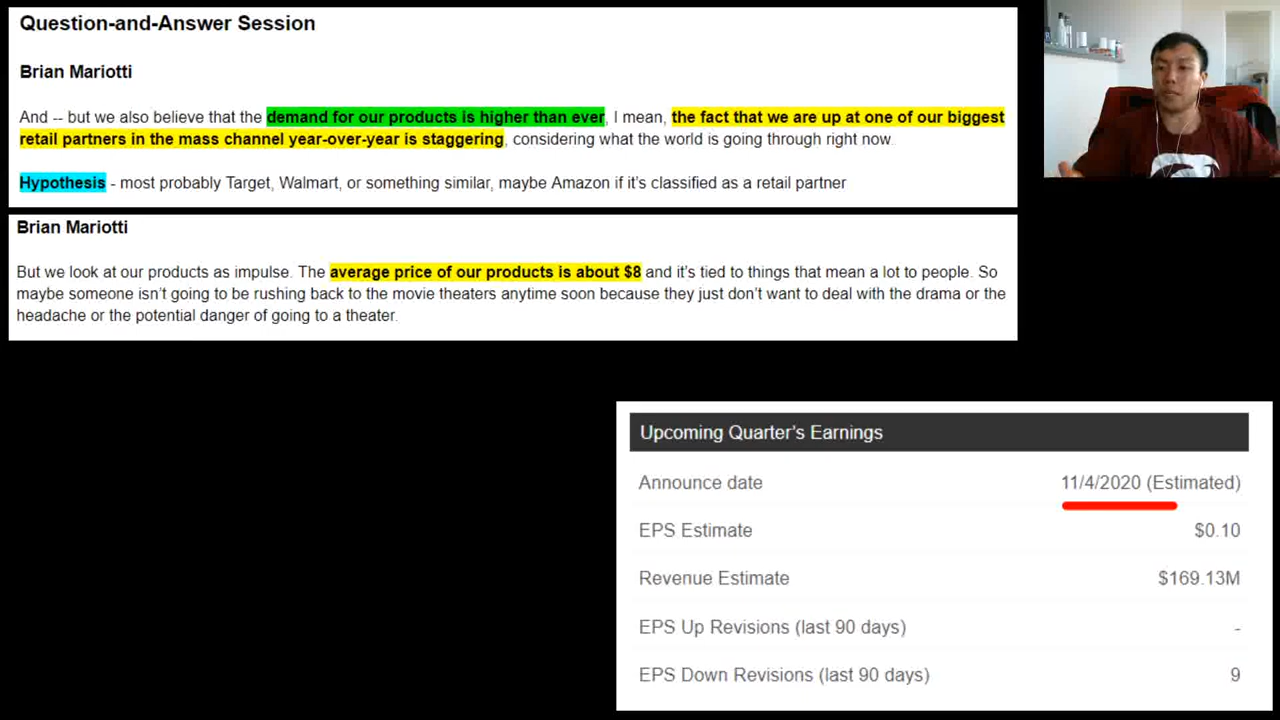 Question-and-Answer Session
Brian Mariotti
And -- but we also believe that the demand for our products is higher than ever, I mean, the fact that we are up at one of our biggest
retail partners in the mass channel year-over-year is staggering, considering what the world is going through right now.
Hypothesis - most probably Target, Walmart, or something similar, maybe Amazon if it's classified as a retail partner
Brian Mariotti
But we look at our products as impulse. The average price of our products is about $8 and it's tied to things that mean a lot to people. So
maybe someone isn't going to be rushing back to the movie theaters anytime soon because they just don't want to deal with the drama or the
headache or the potential danger of going to a theater.
Upcoming Quarter's Earnings
Announce date 11/4/2020 (Estimated)
EPS Estimate $0.10
Revenue Estimate $169.13M
EPS Up Revisions (last 90 days) -
EPS Down Revisions (last 90 days) 9